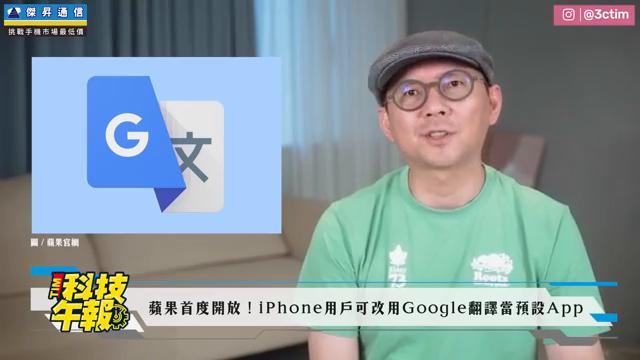 傑昇通信
挑戰手機市場最低價
@3ctim
G
文
圖/蘋果官網
Roots
TIME
科技
午報
蘋果首度開放！iPhone用戶可改用Google翻譯當預設App